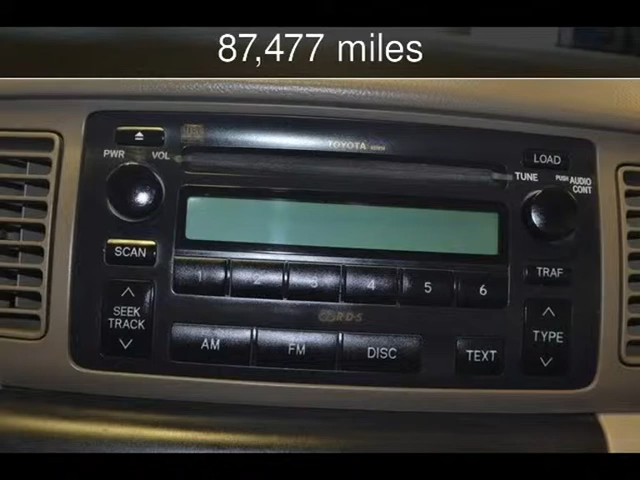 87,477 miles
TOYOTA
LOAD
PWR VOL
TUNE
PUSH AUDIO
CONT
SCAN
TRAF
1 2 3 4 5 6
SEEK
TRACK
RDS
TYPE
AM FM DISC TEXT